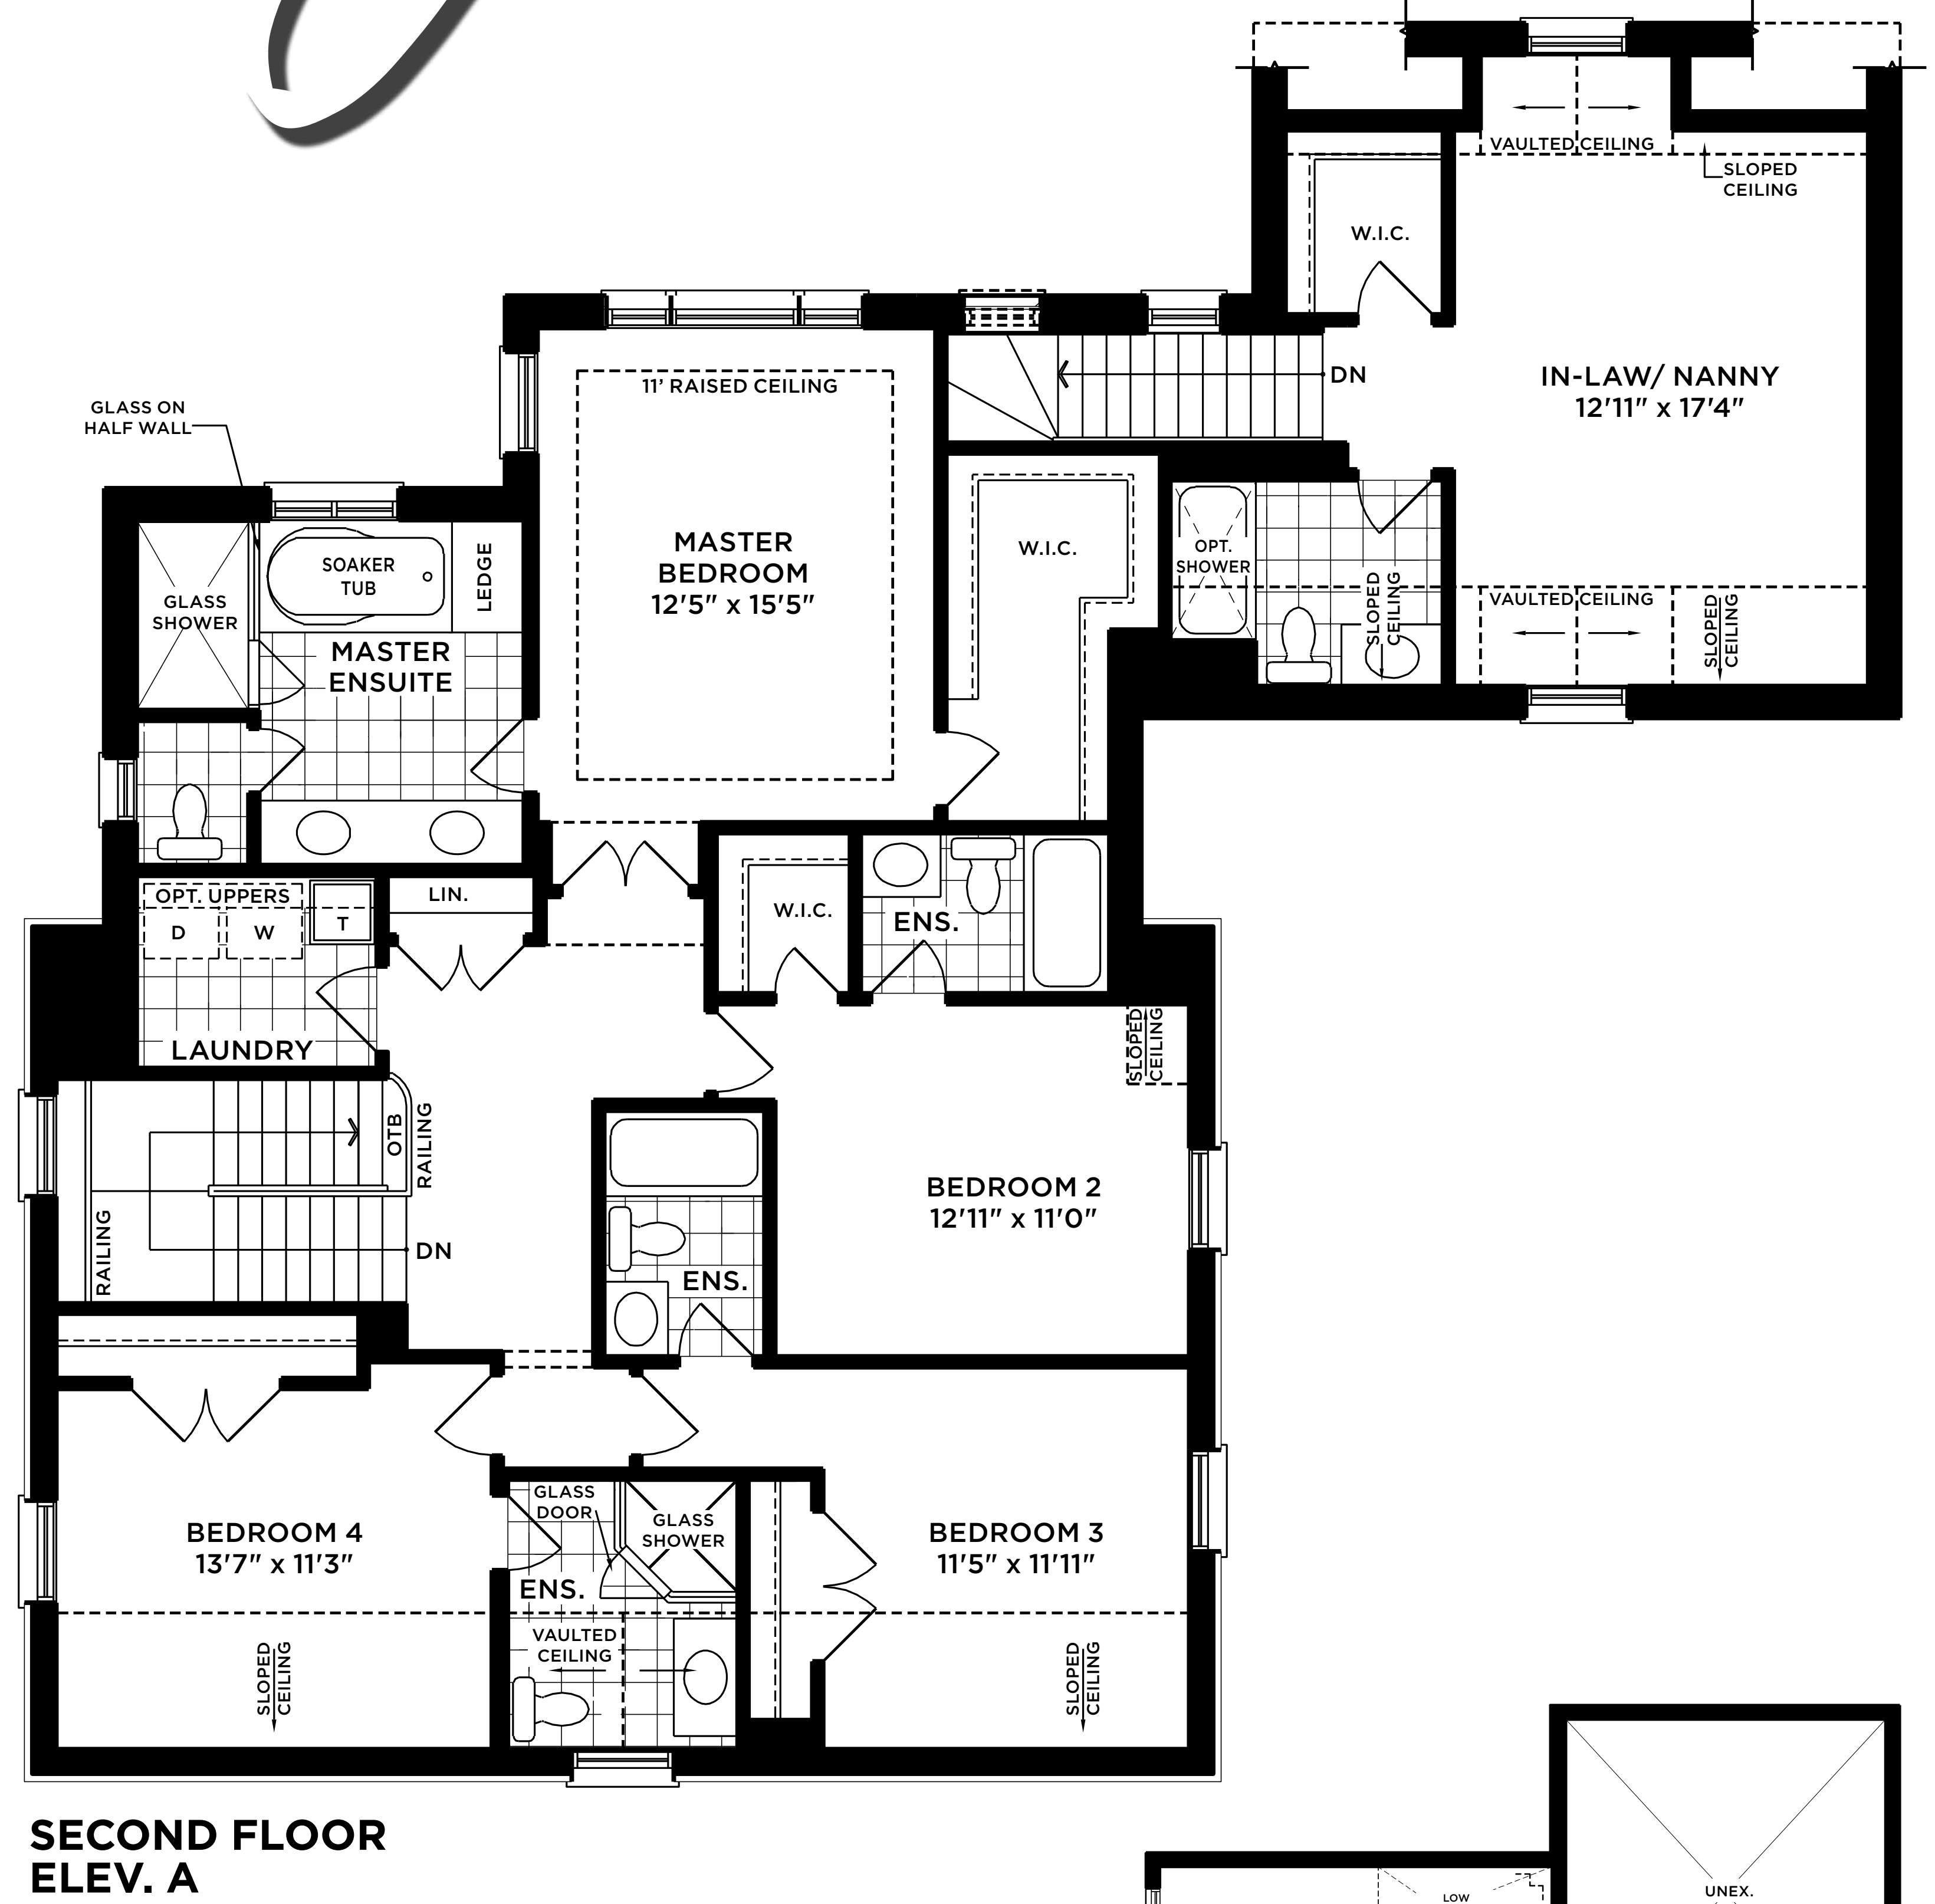 VAULTED CEILING
SLOPED
CEILING
W.I.C.
IN-LAW/ NANNY
12'11" x 17'4"
DN
11' RAISED CEILING
GLASS ON
HALF WALL
MASTER
BEDROOM
12'5" x 15'5"
W.I.C.
OPT.
SHOWER
SLOPED
CEILING
VAULTED CEILING
SLOPED
CEILING
SOAKER
TUB
LEDGE
GLASS
SHOWER
MASTER
ENSUITE
OPT. UPPERS
D
W
T
LIN.
W.I.C.
ENS.
LAUNDRY
SLOPED
CEILING
OTB
RAILING
RAILING
DN
BEDROOM 2
12'11" x 11'0"
ENS.
BEDROOM 4
13'7" x 11'3"
GLASS
DOOR
GLASS
SHOWER
ENS.
BEDROOM 3
11'5" x 11'11"
VAULTED
CEILING
SLOPED
CEILING
SLOPED
CEILING
SECOND FLOOR
ELEV. A
UNEX.
LOW